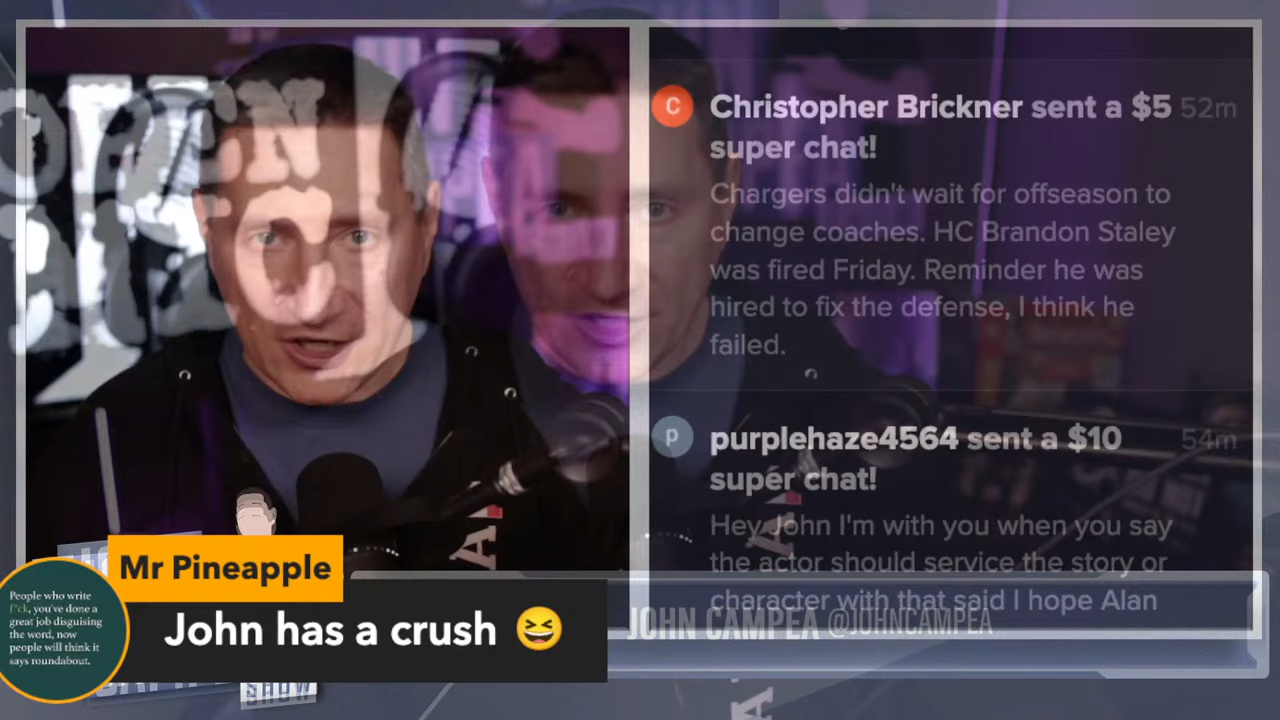 OPEN
Christopher Brickner sent a $5 52m
super chat!
Chargers didn't wait for offseason to
change coaches. HC Brandon Staley
was fired Friday. Reminder he was
hired to fix the defense, I think he
failed.
purplehaze4564 sent a $10 54m
super chat!
Hey John I'm with you when you say
the actor should service the story or
character with that said I hope Alan
Mr Pineapple
John has a crush 😆
People who write
f*ck, you've done a
great job disguising
the word, now
people will think it
says roundabout.
JOHN CAMPEA @JOHNCAMPEA
SHOW